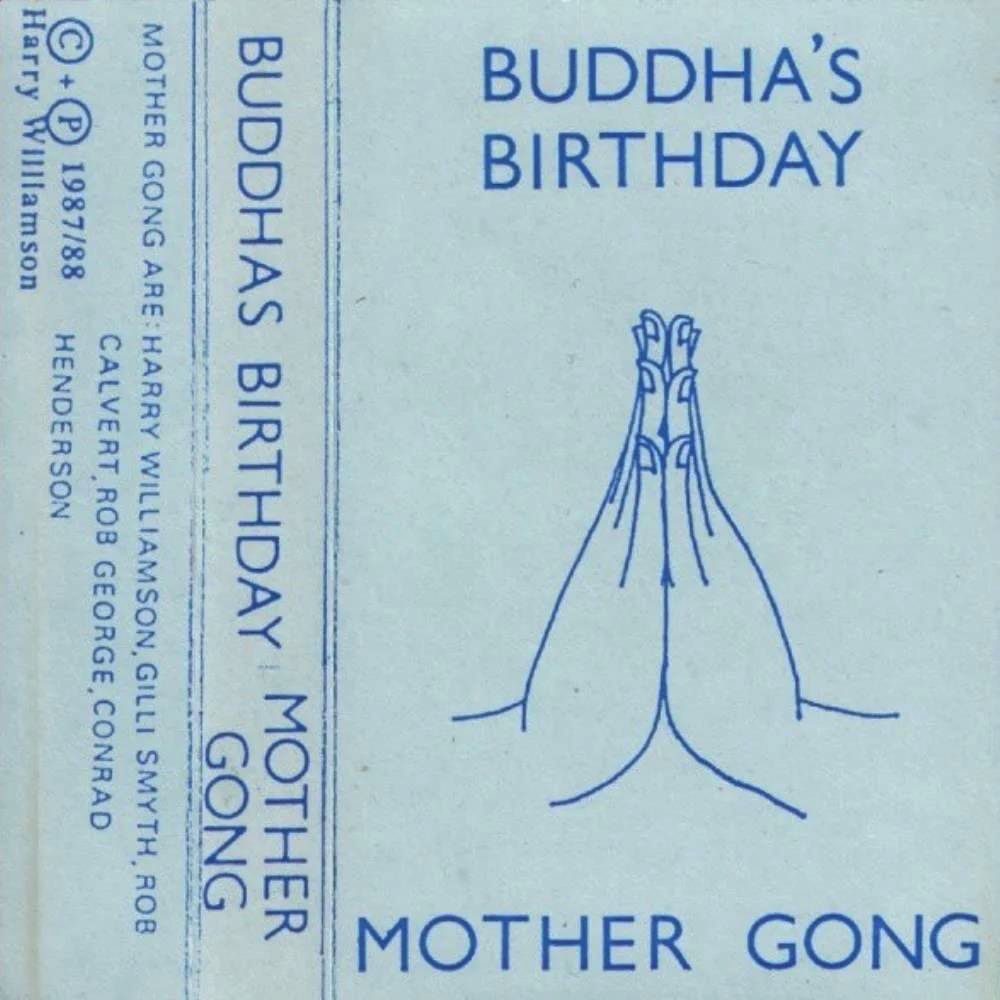 BUDDHA'S
BIRTHDAY
MOTHER GONG
BUDDHAS BIRTHDAY MOTHER
GONG
MOTHER GONG ARE: HARRY WILLIAMSON, GILLI SMYTH, ROB
CALVERT, ROB GEORGE, CONRAD
HENDERSON
© + ℗ 1987/88
Harry Williamson